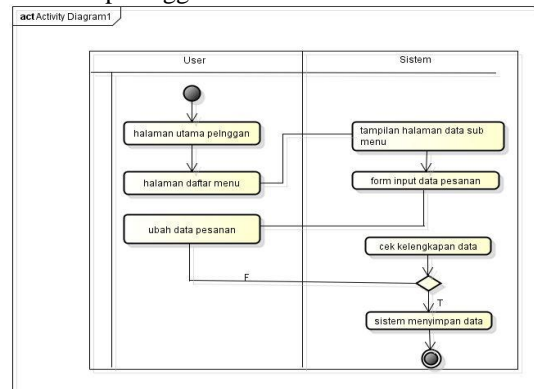 act Activity Diagram1
User
Sistem
halaman utama pelnggan
tampilan halaman data sub
menu
halaman daftar menu
form input data pesanan
ubah data pesanan
cek kelengkapan data
F
T
sistem menyimpan data